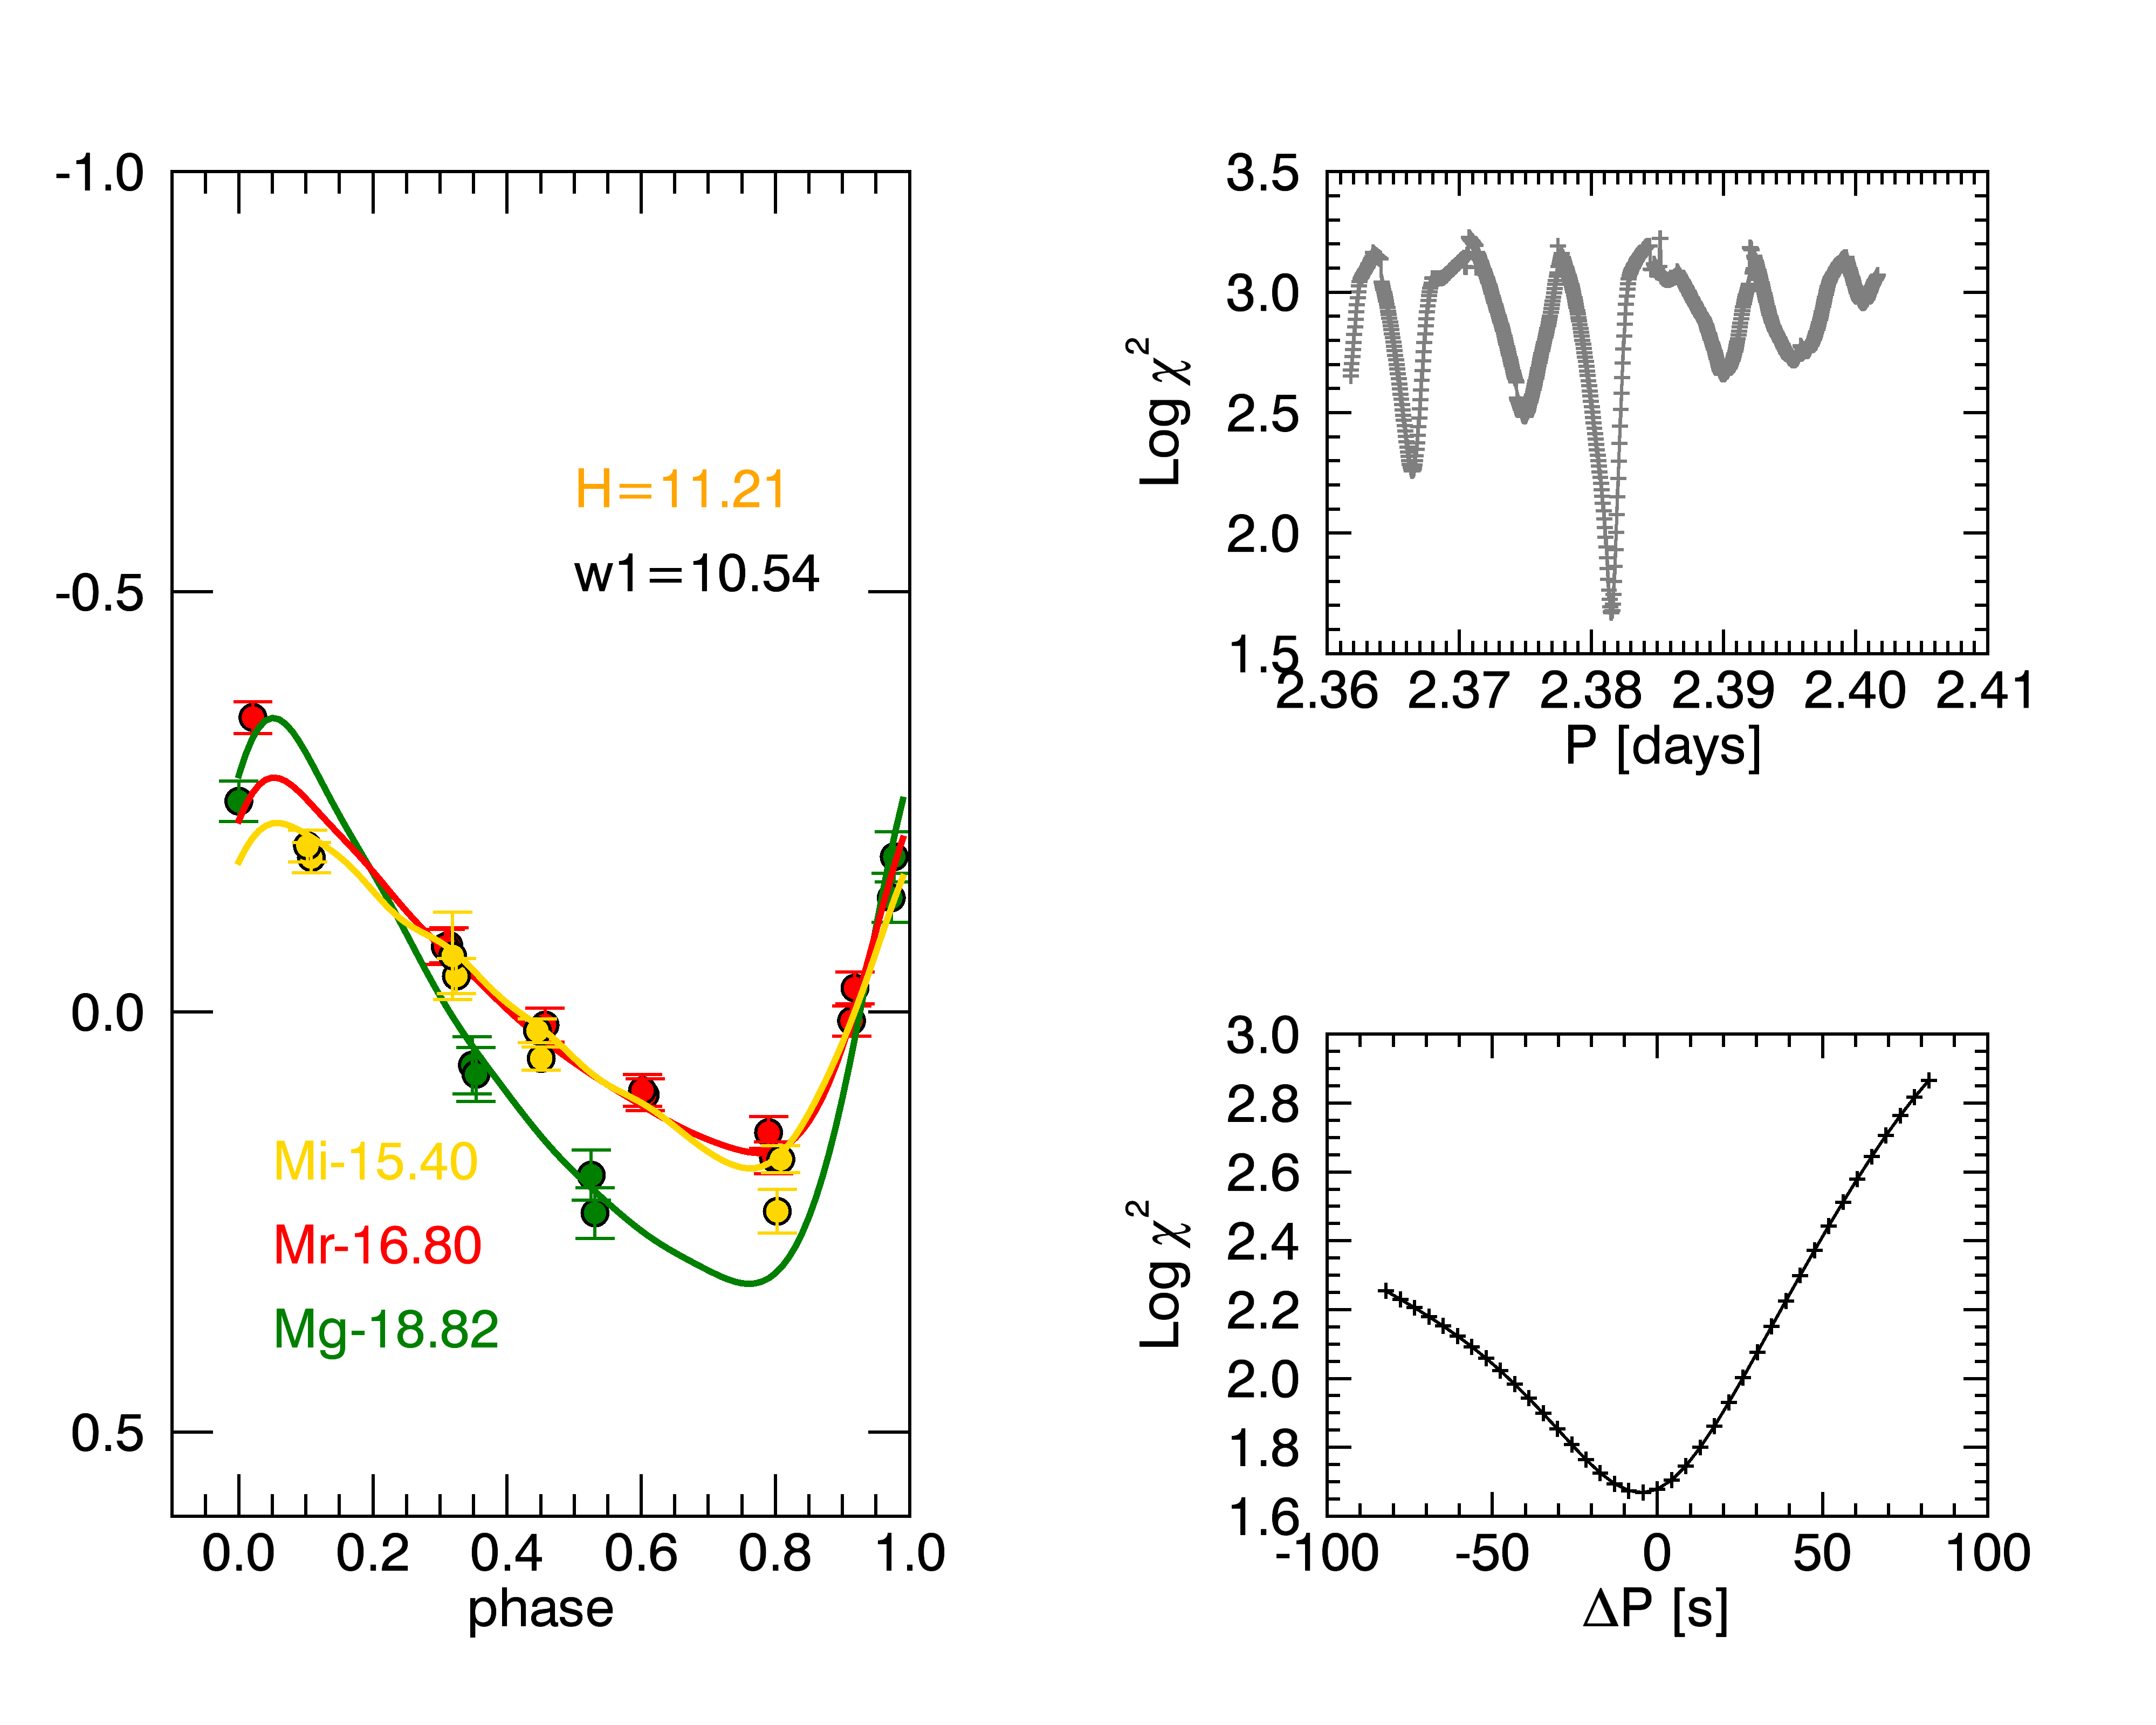 -1.0
-0.5
0.0
0.5
H=11.21
w1=10.54
Mi-15.40
Mr-16.80
Mg-18.82
0.0 0.2 0.4 0.6 0.8 1.0
phase
3.5
3.0
2.5
2.0
1.5
Log χ²
2.36 2.37 2.38 2.39 2.40 2.41
P [days]
3.0
2.8
2.6
2.4
2.2
2.0
1.8
1.6
Log χ²
-100 -50 0 50 100
ΔP [s]